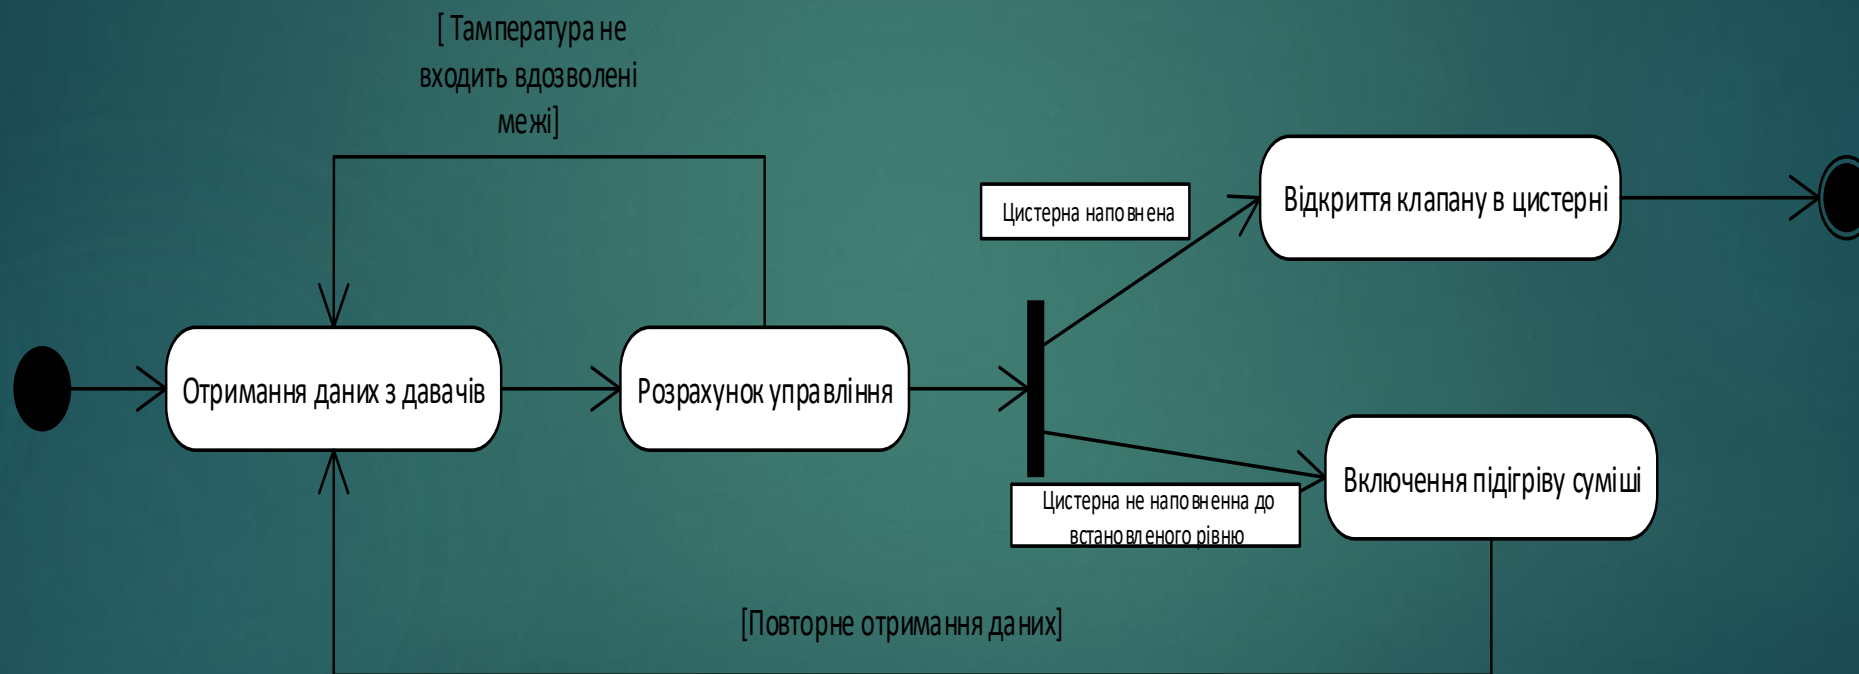 [ Тампература не
входить вдозволені
межі]
Цистерна наповнена
Відкриття клапану в цистерні
Отримання даних з давачів
Розрахунок управління
Включення підігріву суміші
Цистерна не наповненна до
встановленого рівню
[Повторне отримання даних]